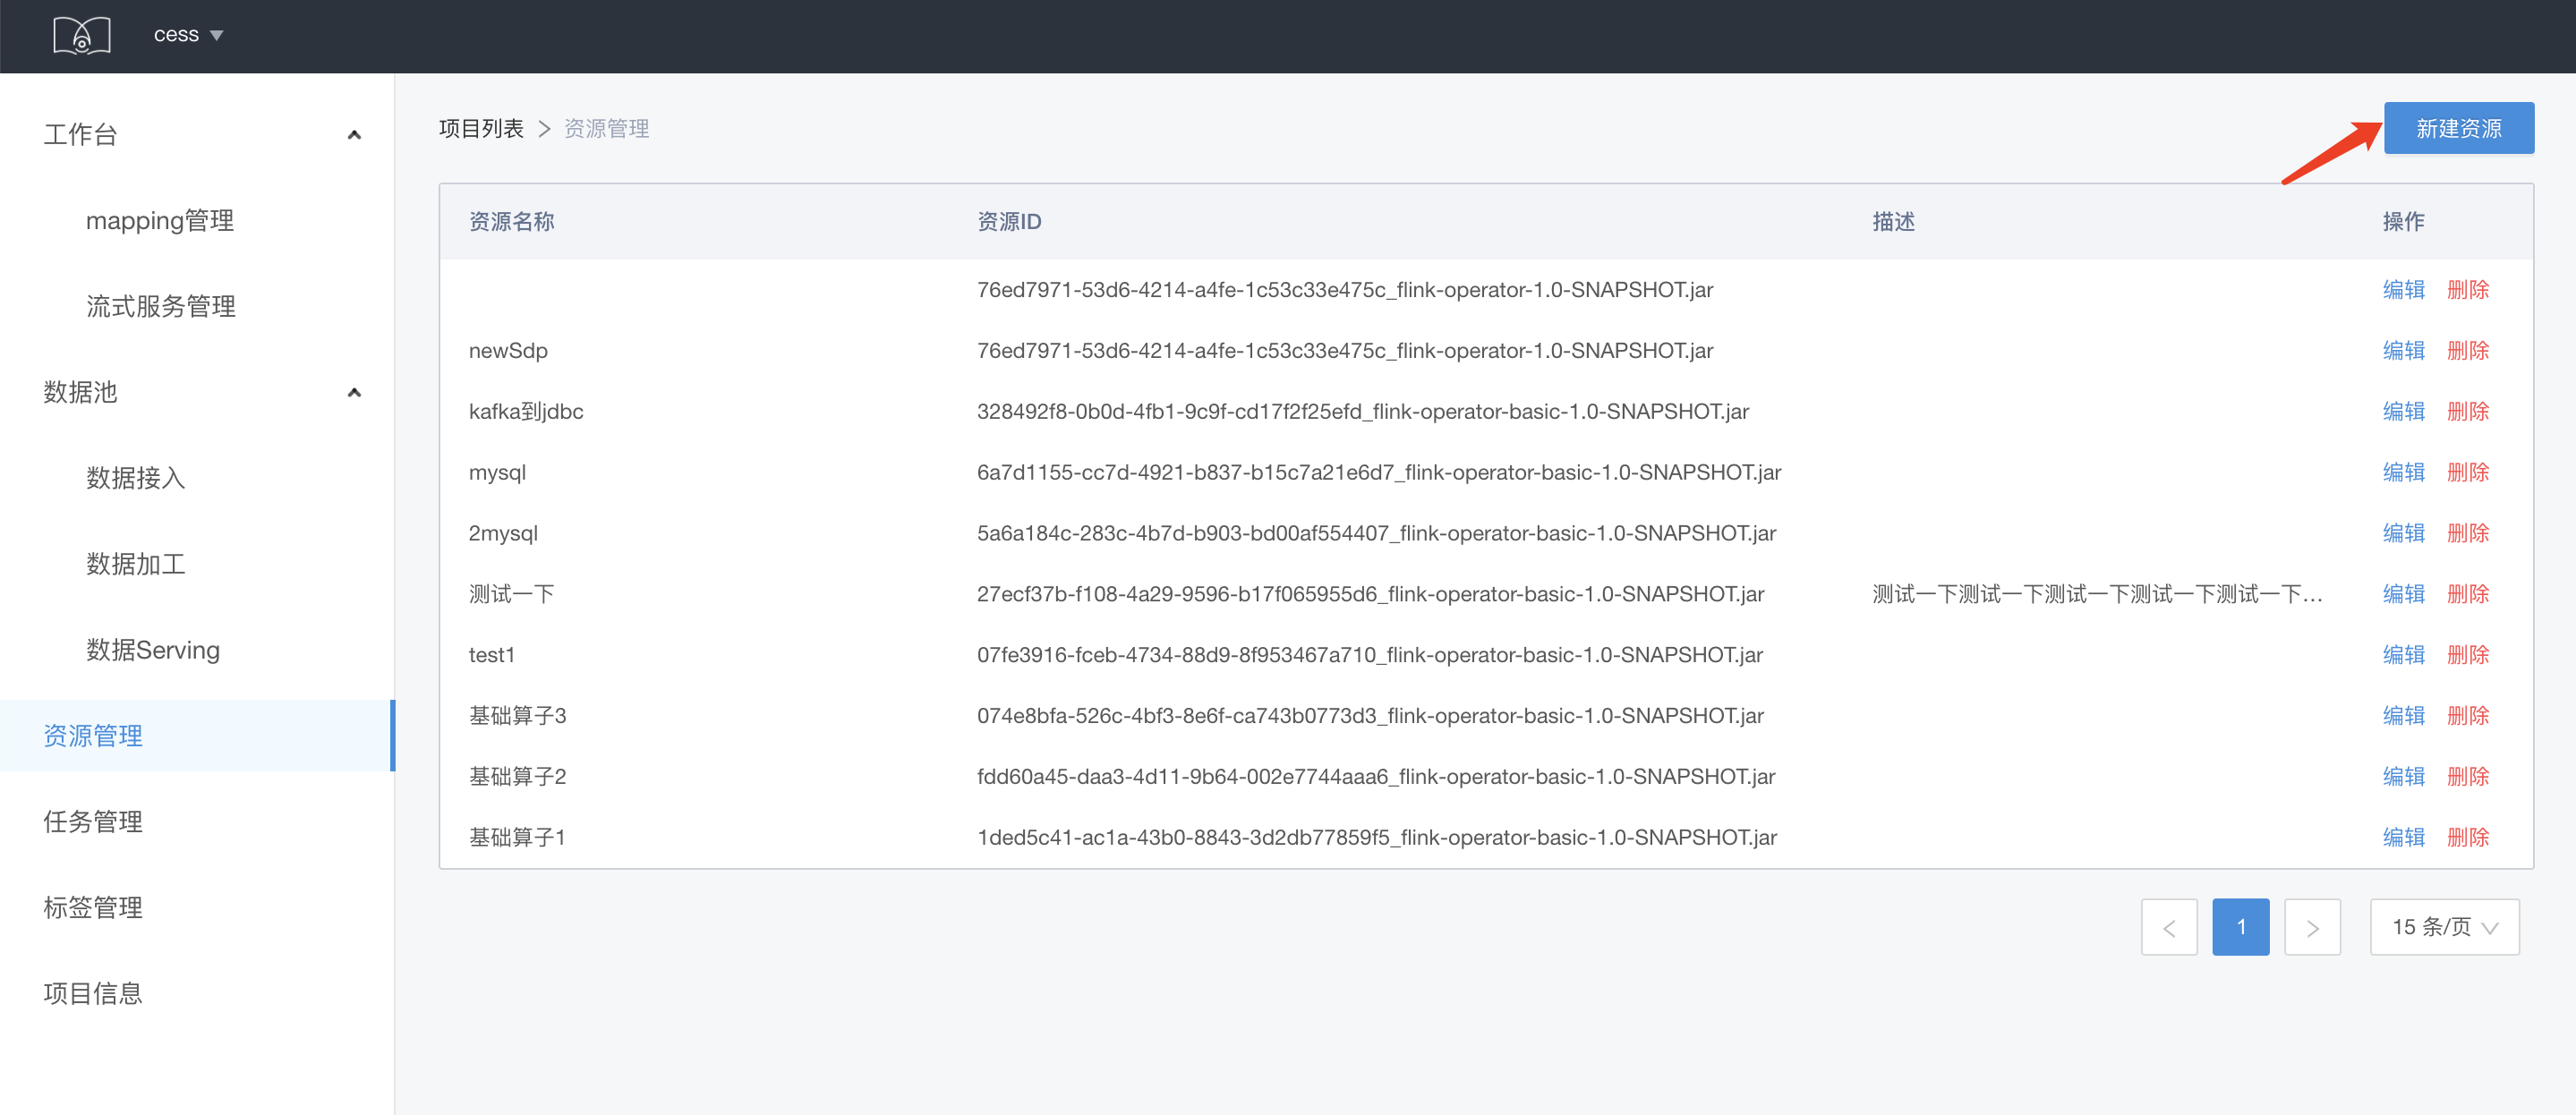 cess
工作台
mapping管理
流式服务管理
数据池
数据接入
数据加工
数据Serving
资源管理
任务管理
标签管理
项目信息
项目列表 > 资源管理
新建资源
资源名称 资源ID 描述 操作
76ed7971-53d6-4214-a4fe-1c53c33e475c_flink-operator-1.0-SNAPSHOT.jar 编辑 删除
newSdp 76ed7971-53d6-4214-a4fe-1c53c33e475c_flink-operator-1.0-SNAPSHOT.jar 编辑 删除
kafka到jdbc 328492f8-0b0d-4fb1-9c9f-cd17f2f25efd_flink-operator-basic-1.0-SNAPSHOT.jar 编辑 删除
mysql 6a7d1155-cc7d-4921-b837-b15c7a21e6d7_flink-operator-basic-1.0-SNAPSHOT.jar 编辑 删除
2mysql 5a6a184c-283c-4b7d-b903-bd00af554407_flink-operator-basic-1.0-SNAPSHOT.jar 编辑 删除
测试一下 27ecf37b-f108-4a29-9596-b17f065955d6_flink-operator-basic-1.0-SNAPSHOT.jar 测试一下测试一下测试一下测试一下测试一下... 编辑 删除
test1 07fe3916-fceb-4734-88d9-8f953467a710_flink-operator-basic-1.0-SNAPSHOT.jar 编辑 删除
基础算子3 074e8bfa-526c-4bf3-8e6f-ca743b0773d3_flink-operator-basic-1.0-SNAPSHOT.jar 编辑 删除
基础算子2 fdd60a45-daa3-4d11-9b64-002e7744aaa6_flink-operator-basic-1.0-SNAPSHOT.jar 编辑 删除
基础算子1 1ded5c41-ac1a-43b0-8843-3d2db77859f5_flink-operator-basic-1.0-SNAPSHOT.jar 编辑 删除
< 1 > 15 条/页